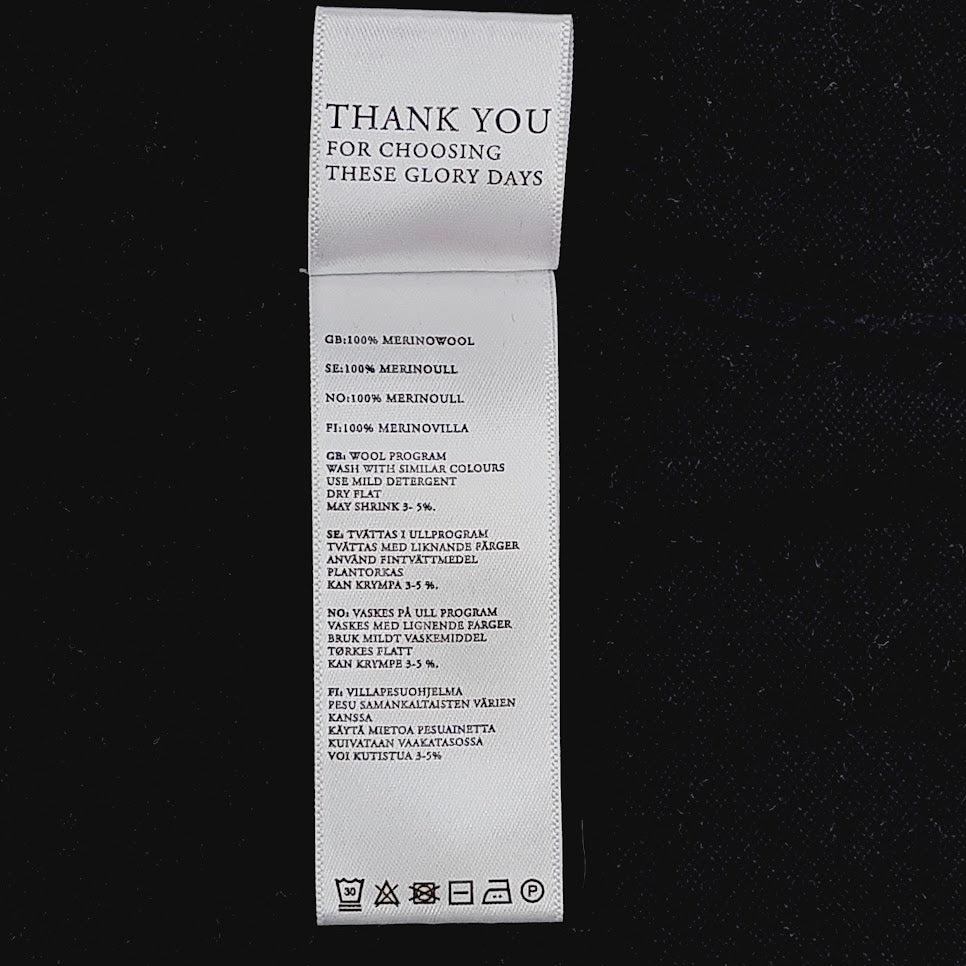 THANK YOU
FOR CHOOSING
THESE GLORY DAYS
GB:100% MERINOWOOL
SE:100% MERINOULL
NO:100% MERINOULL
FI:100% MERINOVILLA
GB: WOOL PROGRAM
WASH WITH SIMILAR COLOURS
USE MILD DETERGENT
DRY FLAT
MAY SHRINK 3- 5%.
SE: TVÄTTAS I ULLPROGRAM
TVÄTTAS MED LIKNANDE FÄRGER
ANVÄND FINTVÄTTMEDEL
PLANTORKAS
KAN KRYMPA 3-5 %.
NO: VASKES PÅ ULL PROGRAM
VASKES MED LIGNENDE FARGER
BRUK MILDT VASKEMIDDEL
TØRKES FLATT
KAN KRYMPE 3-5 %.
FI: VILLAPESUOHJELMA
PESU SAMANKALTAISTEN VÄRIEN
KANSSA
KÄYTÄ MIETOA PESUAINETTA
KUIVATAAN VAAKATASOSSA
VOI KUTISTUA 3-5%
30 P